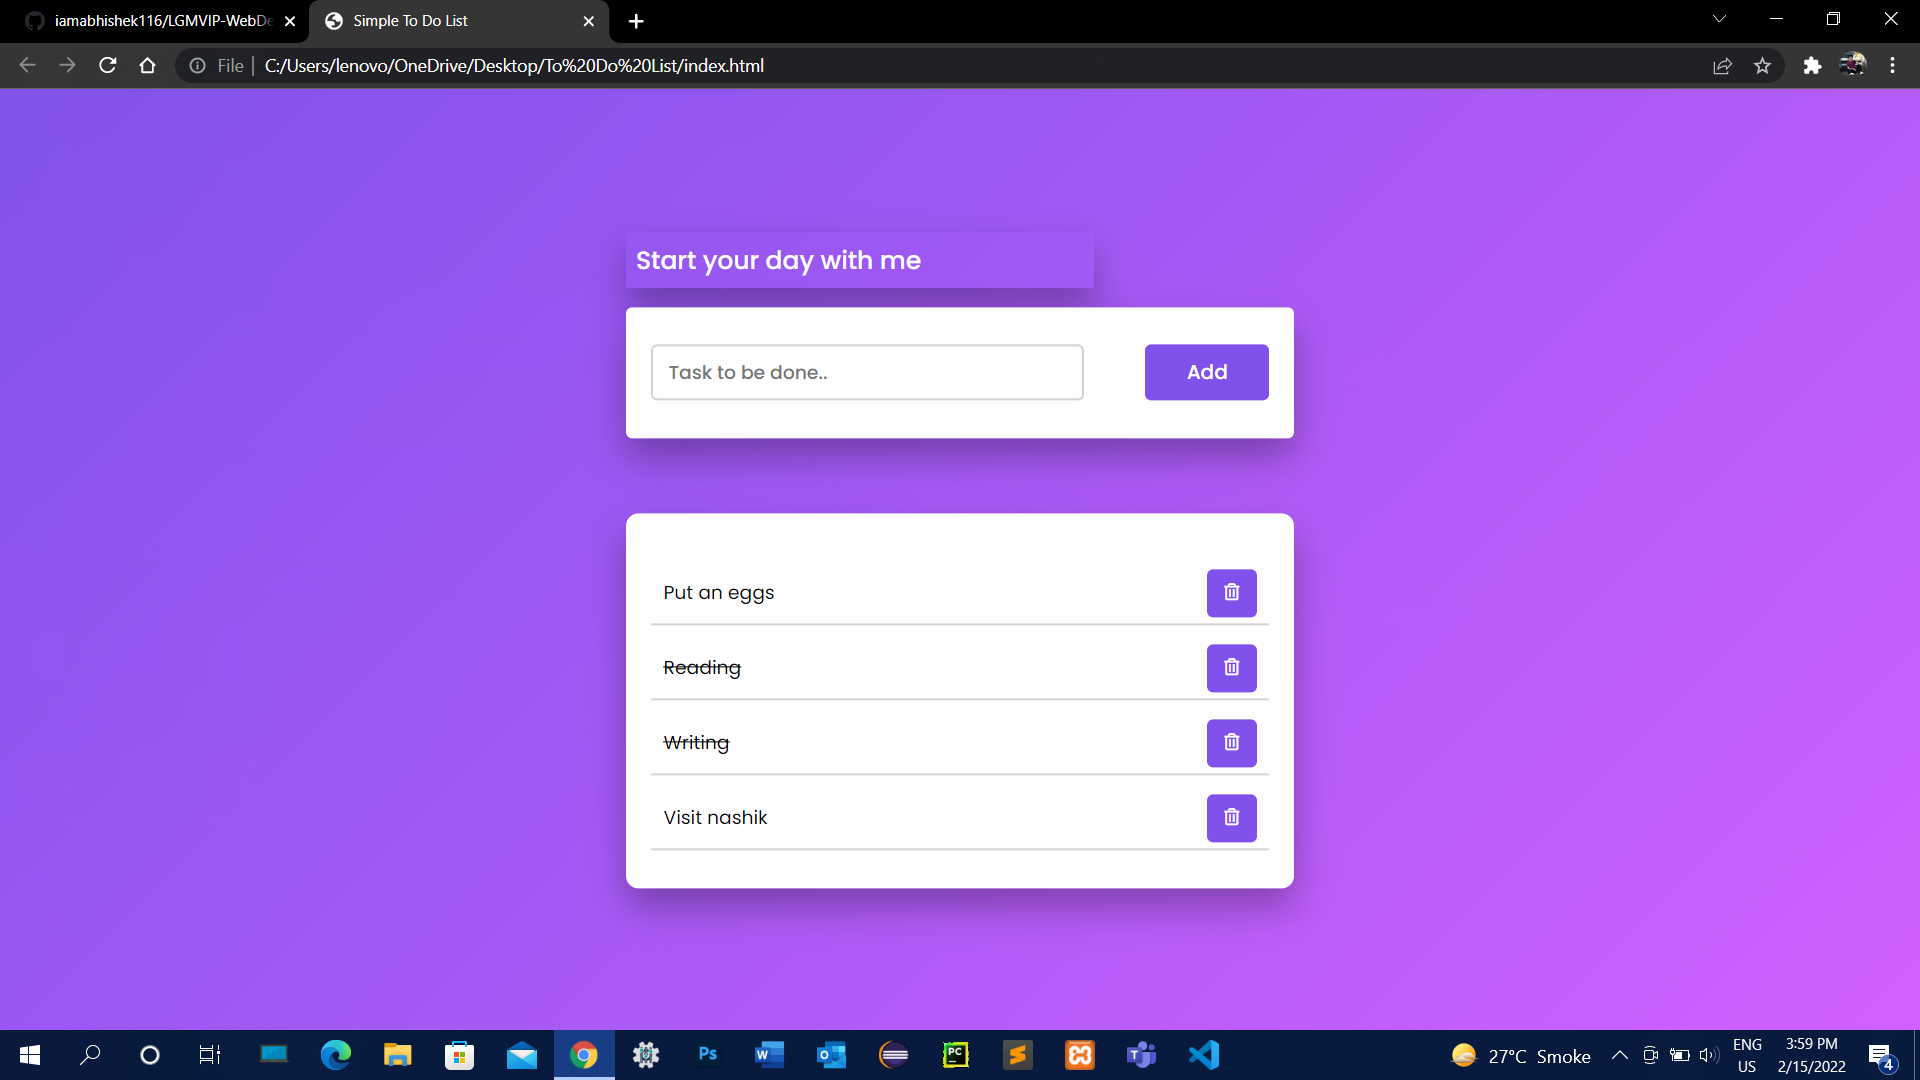 iamabhishek116/LGMVIP-WebDe
Simple To Do List
File
C:/Users/lenovo/OneDrive/Desktop/To%20Do%20List/index.html
Start your day with me
Task to be done..
Add
Put an eggs
Reading
Writing
Visit nashik
Ps
W
O
PC
T
27°C Smoke
ENG
US
3:59 PM
2/15/2022
4